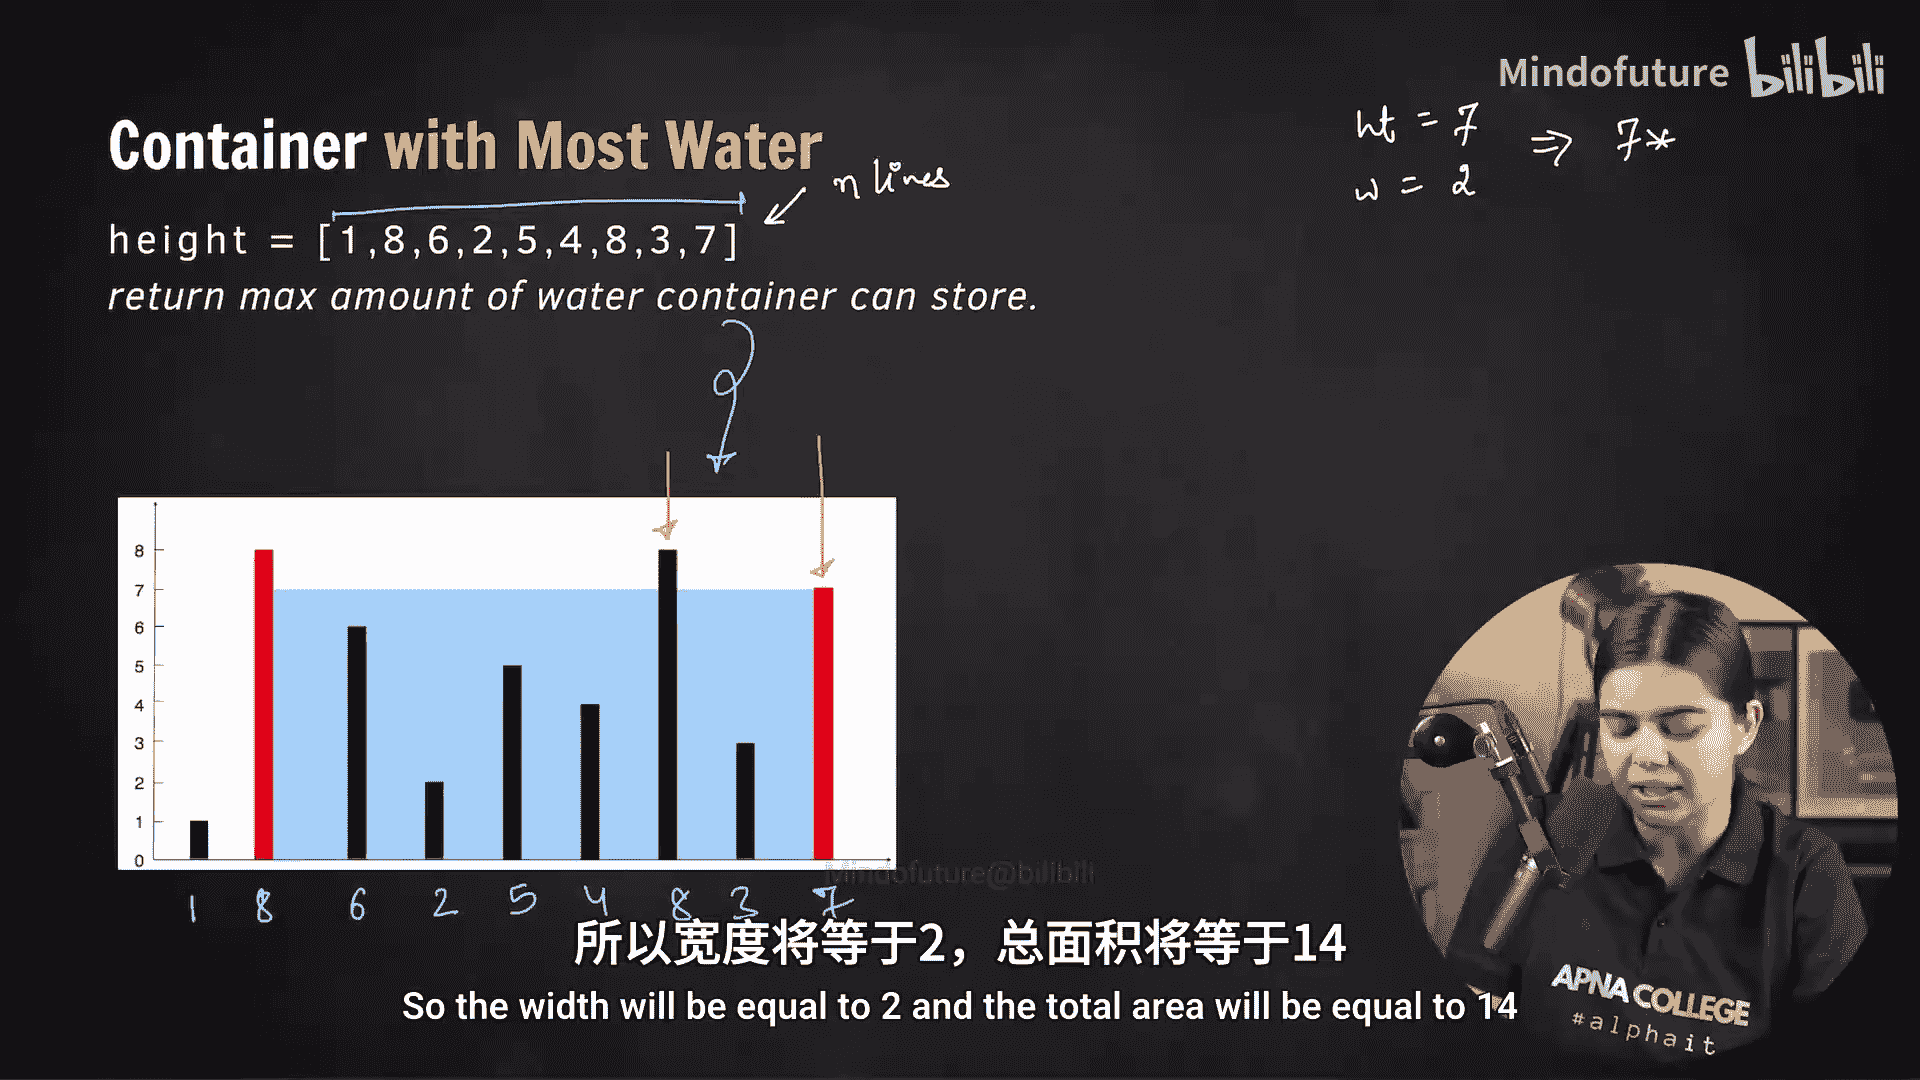 Mindofuture bilibili
Container with Most Water
n lines
ht = 7
w = 2
⇒ 7*
height = [1,8,6,2,5,4,8,3,7]
return max amount of water container can store.
8
7
6
5
4
3
2
1
0
1 8 6 2 5 4 8 3 7
Mindofuture@bilibili
所以宽度将等于2，总面积将等于14
So the width will be equal to 2 and the total area will be equal to 14
APNA COLLEGE
#alphait